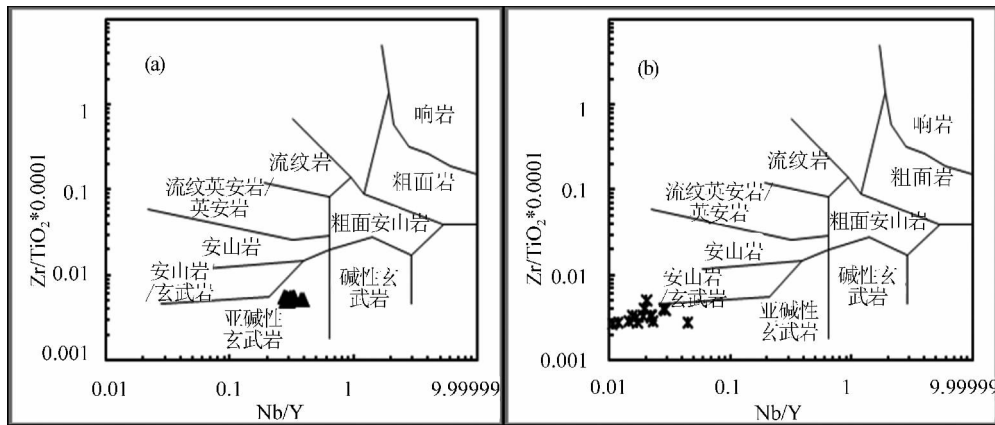 (a)
1
响岩
流纹岩
粗面岩
0.1
流纹英安岩/
英安岩
粗面安山岩
安山岩
0.01
安山岩
/玄武岩
碱性玄
武岩
亚碱性
玄武岩
0.001
0.01
0.1
1
9.99999
Nb/Y
Zr/TiO₂*0.0001
(b)
1
响岩
流纹岩
粗面岩
0.1
流纹英安岩/
英安岩
粗面安山岩
安山岩
0.01
安山岩
/玄武岩
碱性玄
武岩
亚碱性
玄武岩
0.001
0.01
0.1
1
9.99999
Nb/Y
Zr/TiO₂*0.0001